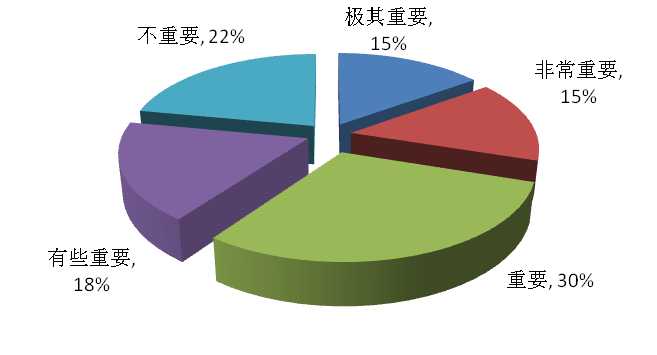 极其重要,
15%
非常重要,
15%
重要, 30%
有些重要,
18%
不重要, 22%